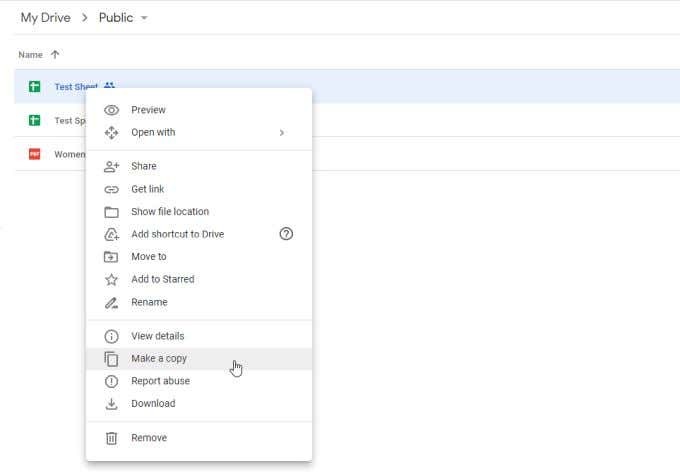 My Drive > Public
Name
Test Sheet
Test Sp
PDF Women
Preview
Open with
Share
Get link
Show file location
Add shortcut to Drive
Move to
Add to Starred
Rename
View details
Make a copy
Report abuse
Download
Remove